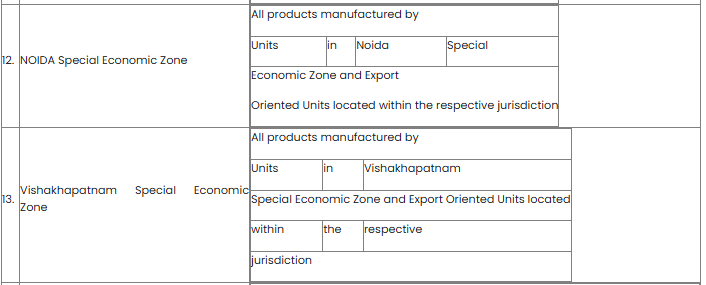 All products manufactured by
Units in Noida Special
12. NOIDA Special Economic Zone
Economic Zone and Export
Oriented Units located within the respective jurisdiction
All products manufactured by
Units in Vishakhapatnam
13. Vishakhapatnam Special Economic
Zone
Special Economic Zone and Export Oriented Units located
within the respective
jurisdiction